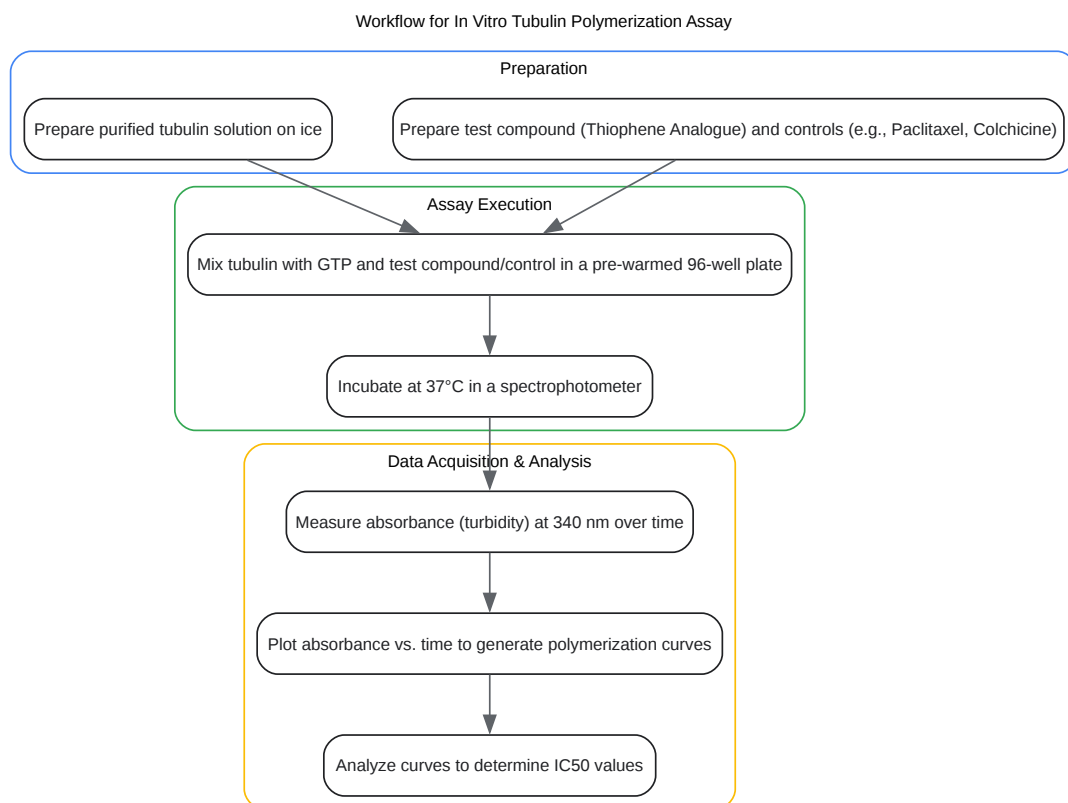 Workflow for In Vitro Tubulin Polymerization Assay
Preparation
Prepare purified tubulin solution on ice
Prepare test compound (Thiophene Analogue) and controls (e.g., Paclitaxel, Colchicine)
Assay Execution
Mix tubulin with GTP and test compound/control in a pre-warmed 96-well plate
Incubate at 37°C in a spectrophotometer
Data Acquisition & Analysis
Measure absorbance (turbidity) at 340 nm over time
Plot absorbance vs. time to generate polymerization curves
Analyze curves to determine IC50 values